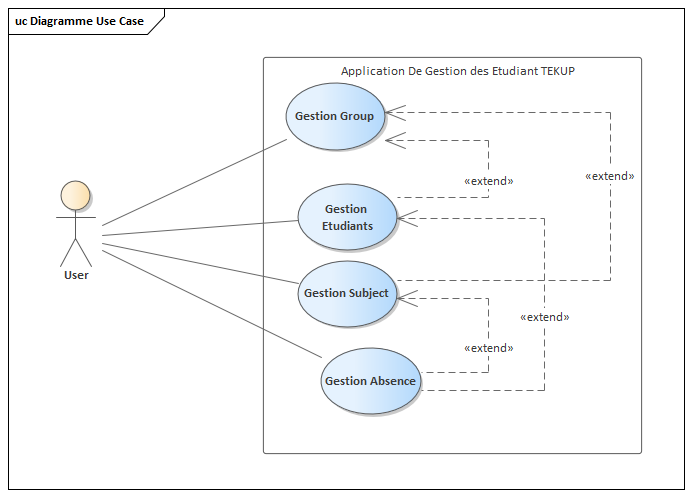 uc Diagramme Use Case
Application De Gestion des Etudiant TEKUP
Gestion Group
«extend»
«extend»
Gestion
Etudiants
User
Gestion Subject
«extend»
«extend»
Gestion Absence